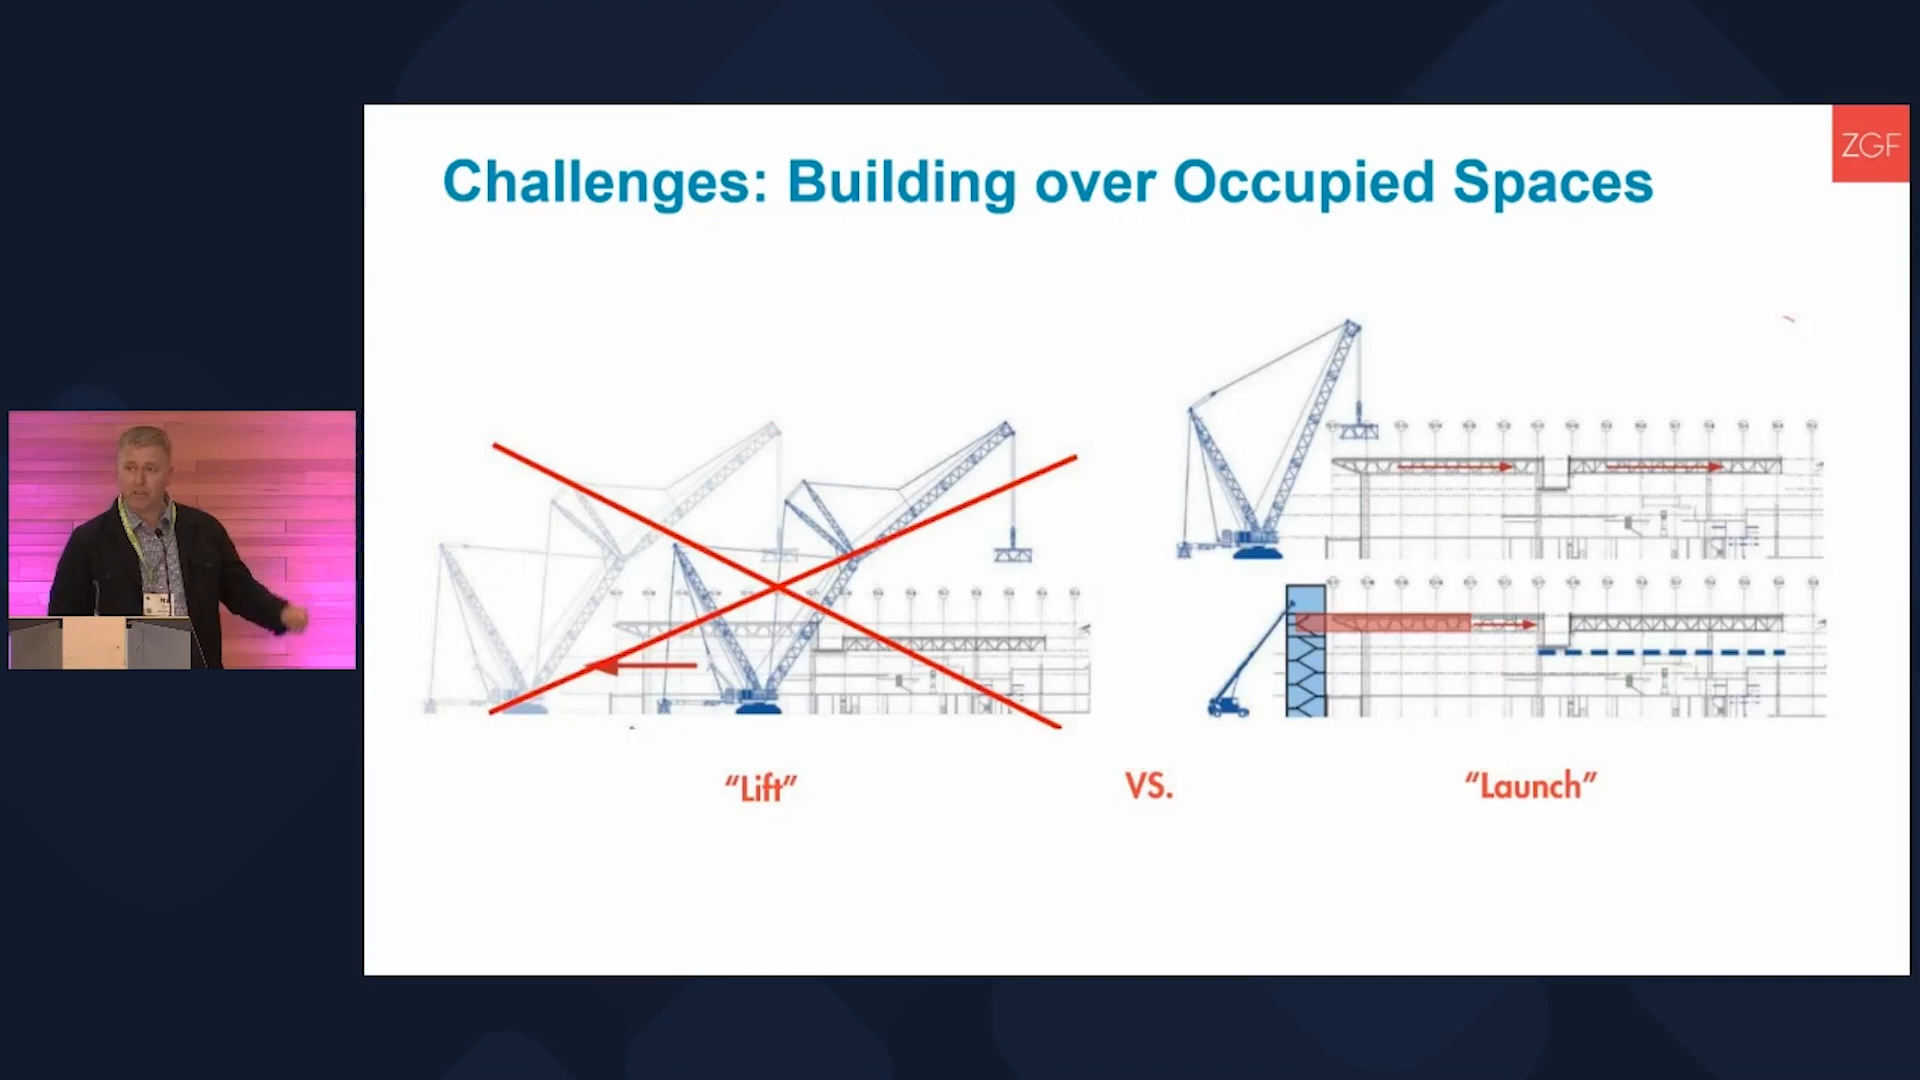 ZGF
Challenges: Building over Occupied Spaces
“Lift”
VS.
“Launch”